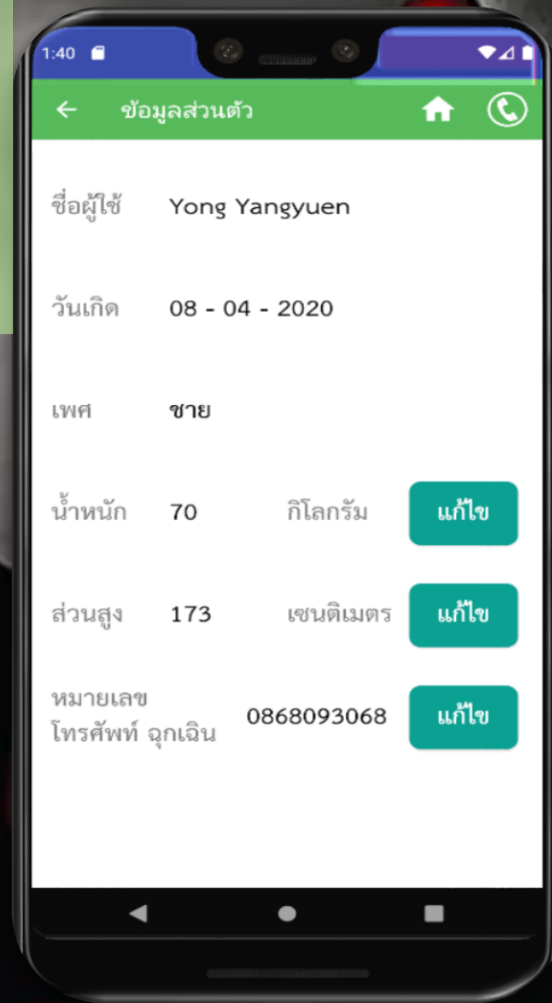 1:40
ข้อมูลส่วนตัว
ชื่อผู้ใช้ Yong Yangyuen
วันเกิด 08 - 04 - 2020
เพศ ชาย
น้ำหนัก 70 กิโลกรัม แก้ไข
ส่วนสูง 173 เซนติเมตร แก้ไข
หมายเลข
โทรศัพท์ ฉุกเฉิน 0868093068 แก้ไข